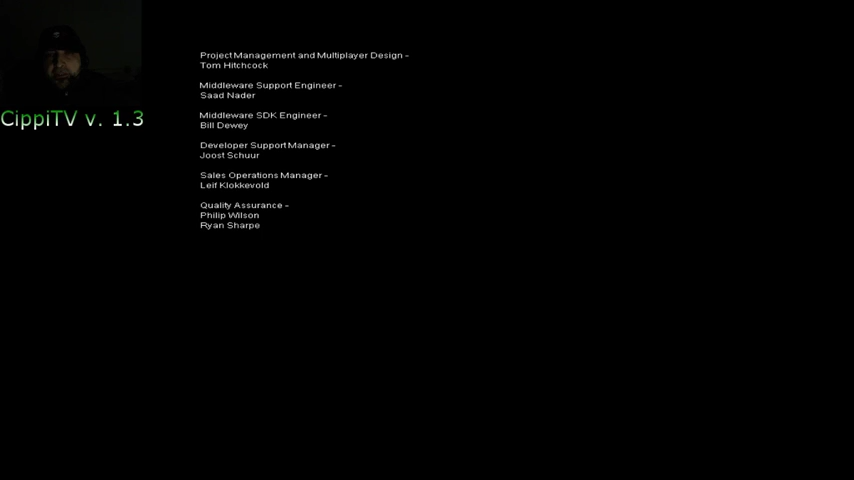 CippiTV v. 1.3
Project Management and Multiplayer Design -
Tom Hitchcock
Middleware Support Engineer -
Saad Nader
Middleware SDK Engineer -
Bill Dewey
Developer Support Manager -
Joost Schuur
Sales Operations Manager -
Leif Klokkevold
Quality Assurance -
Philip Wilson
Ryan Sharpe